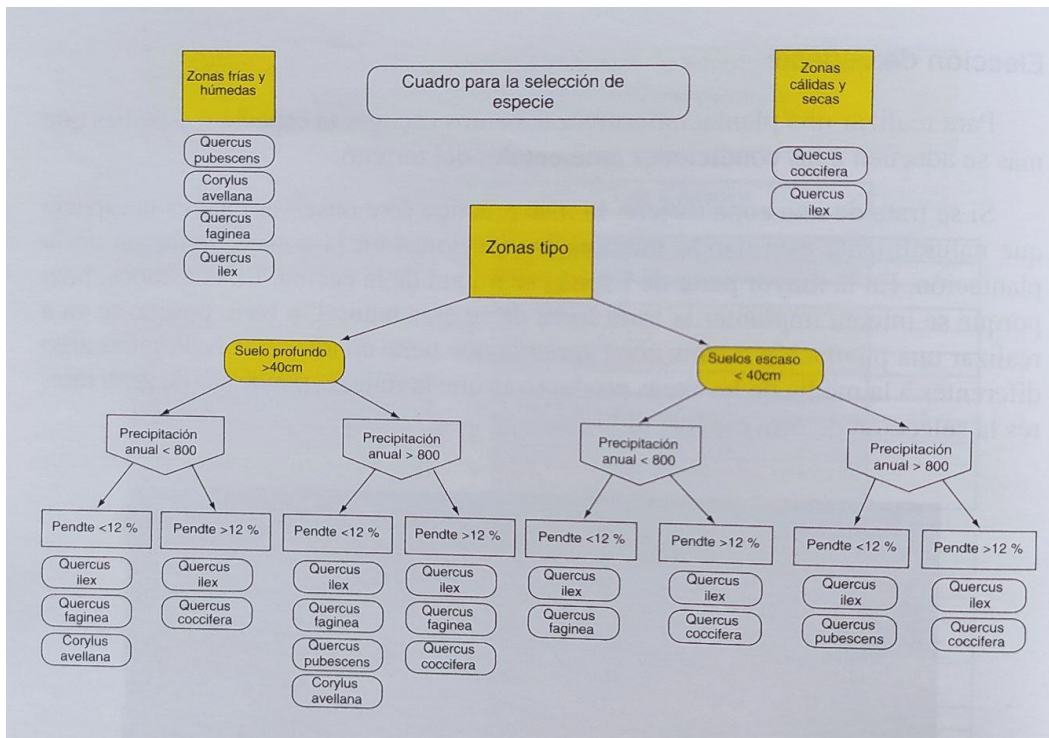 Elección de
Zonas frías y
húmedas
Cuadro para la selección de
especie
Zonas
cálidas y
secas
Quercus
pubescens
Corylus
avellana
Quercus
faginea
Quercus
ilex
Quecus
coccifera
Quercus
ilex
Zonas tipo
Suelo profundo
>40cm
Suelos escaso
< 40cm
Precipitación
anual < 800
Precipitación
anual > 800
Precipitación
anual < 800
Precipitación
anual > 800
Pendte <12 %
Pendte >12 %
Pendte <12 %
Pendte >12 %
Pendte <12 %
Pendte >12 %
Pendte <12 %
Pendte >12 %
Quercus
ilex
Quercus
faginea
Corylus
avellana
Quercus
ilex
Quercus
coccifera
Quercus
ilex
Quercus
faginea
Quercus
pubescens
Corylus
avellana
Quercus
ilex
Quercus
faginea
Quercus
coccifera
Quercus
ilex
Quercus
faginea
Quercus
ilex
Quercus
coccifera
Quercus
ilex
Quercus
pubescens
Quercus
ilex
Quercus
coccifera